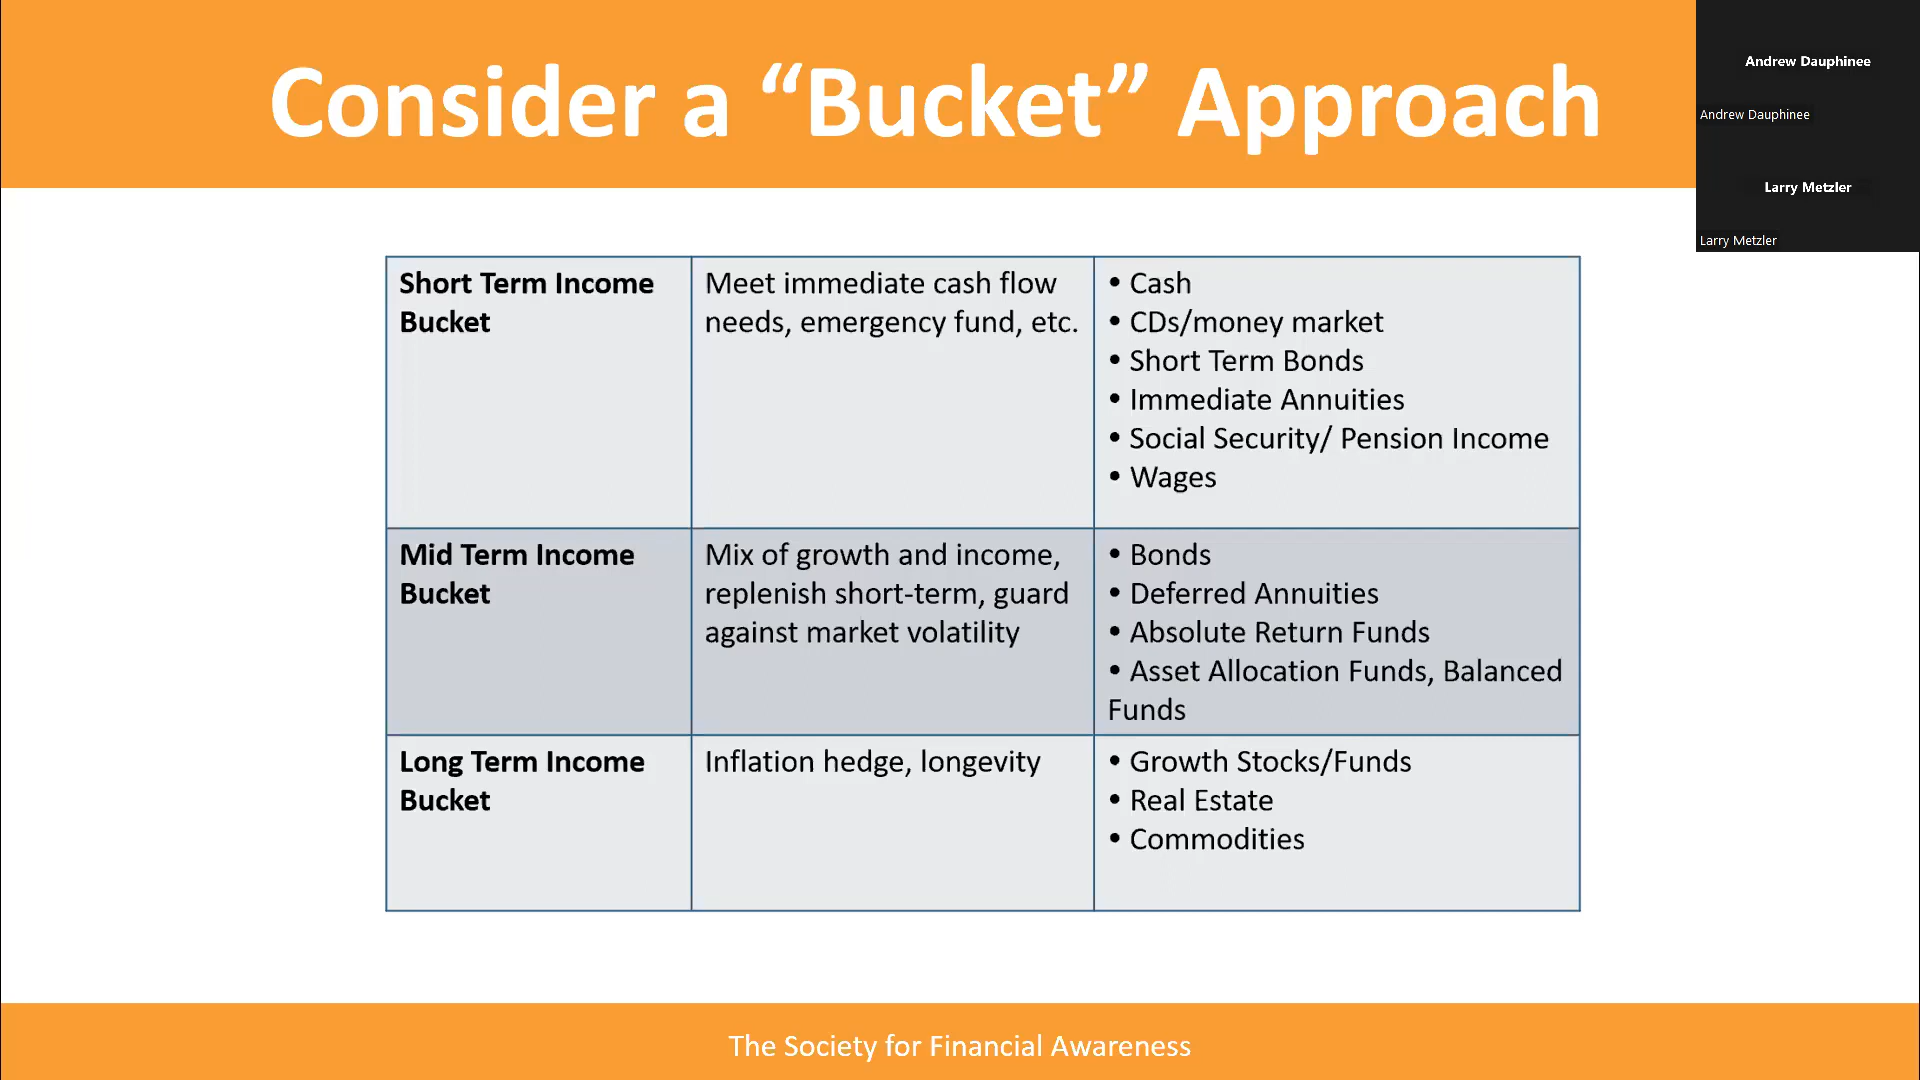 Consider a “Bucket” Approach
Andrew Dauphinee
Andrew Dauphinee
Larry Metzler
Larry Metzler
Short Term Income
Bucket
Meet immediate cash flow
needs, emergency fund, etc.
• Cash
• CDs/money market
• Short Term Bonds
• Immediate Annuities
• Social Security/ Pension Income
• Wages
Mid Term Income
Bucket
Mix of growth and income,
replenish short-term, guard
against market volatility
• Bonds
• Deferred Annuities
• Absolute Return Funds
• Asset Allocation Funds, Balanced
Funds
Long Term Income
Bucket
Inflation hedge, longevity
• Growth Stocks/Funds
• Real Estate
• Commodities
The Society for Financial Awareness